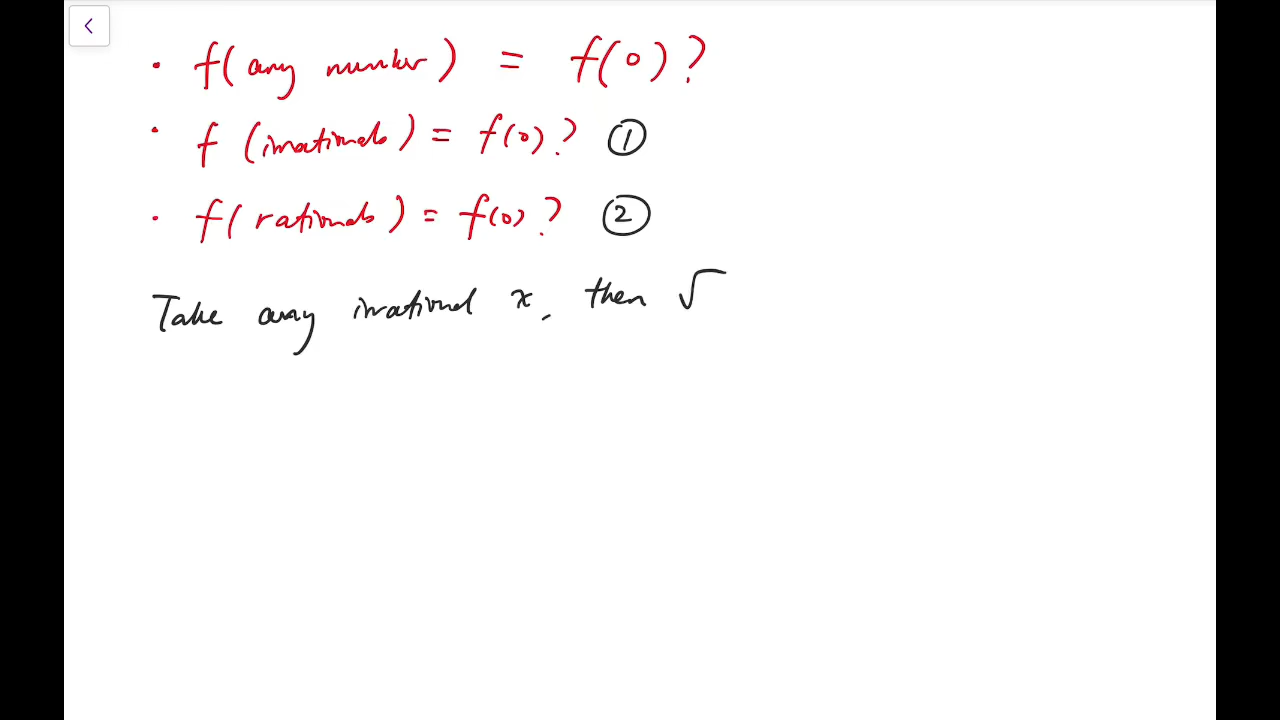 • f(any number) = f(0)?
• f(irrationals) = f(0)? ①
• f(rationals) = f(0)? ②
Take any irrational x, then √